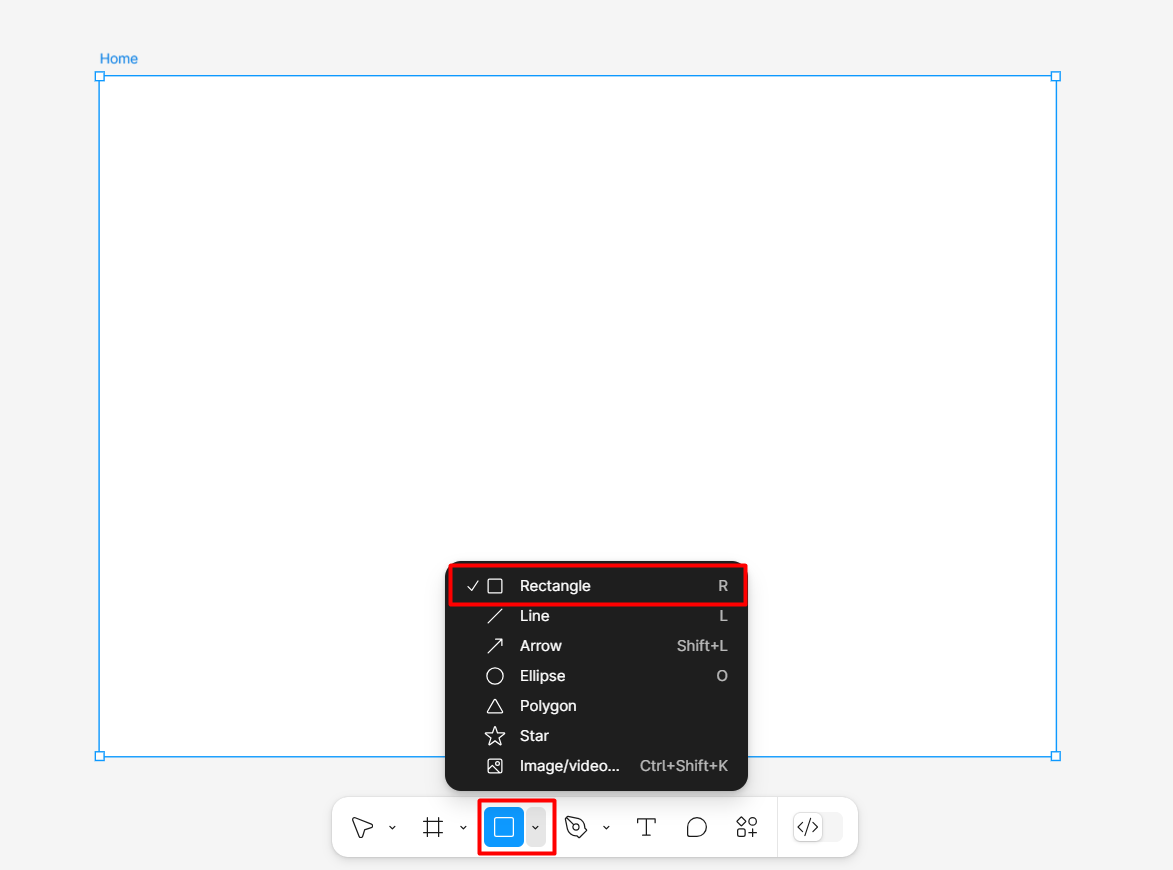 Home
Rectangle R
Line L
Arrow Shift+L
Ellipse O
Polygon
Star
Image/video... Ctrl+Shift+K